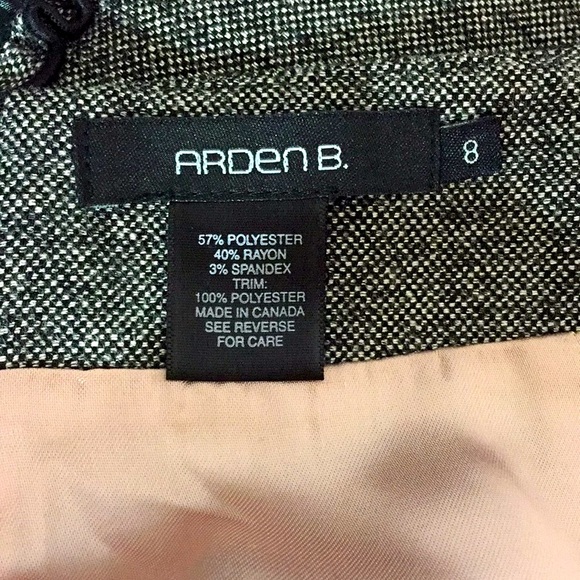 ARDEN B.
8
57% POLYESTER
40% RAYON
3% SPANDEX
TRIM:
100% POLYESTER
MADE IN CANADA
SEE REVERSE
FOR CARE